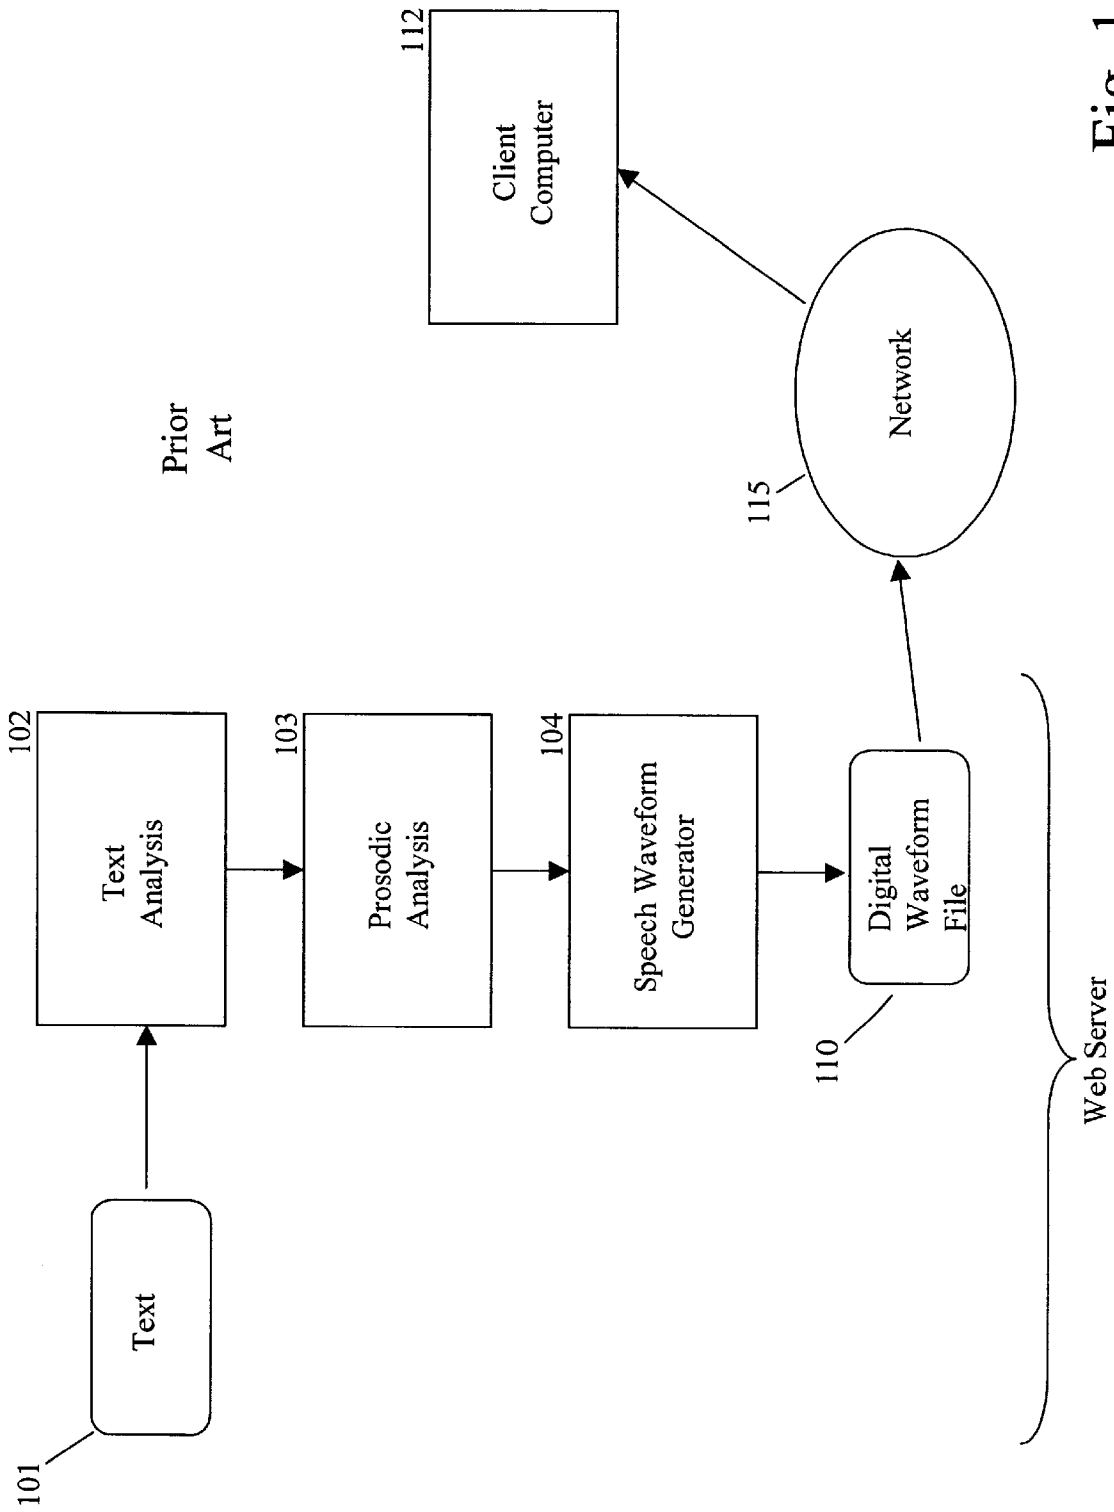 101
Text
102
Text
Analysis
103
Prosodic
Analysis
104
Speech Waveform
Generator
110
Digital
Waveform
File
Web Server
Prior
Art
115
Network
112
Client
Computer
Fig. 1